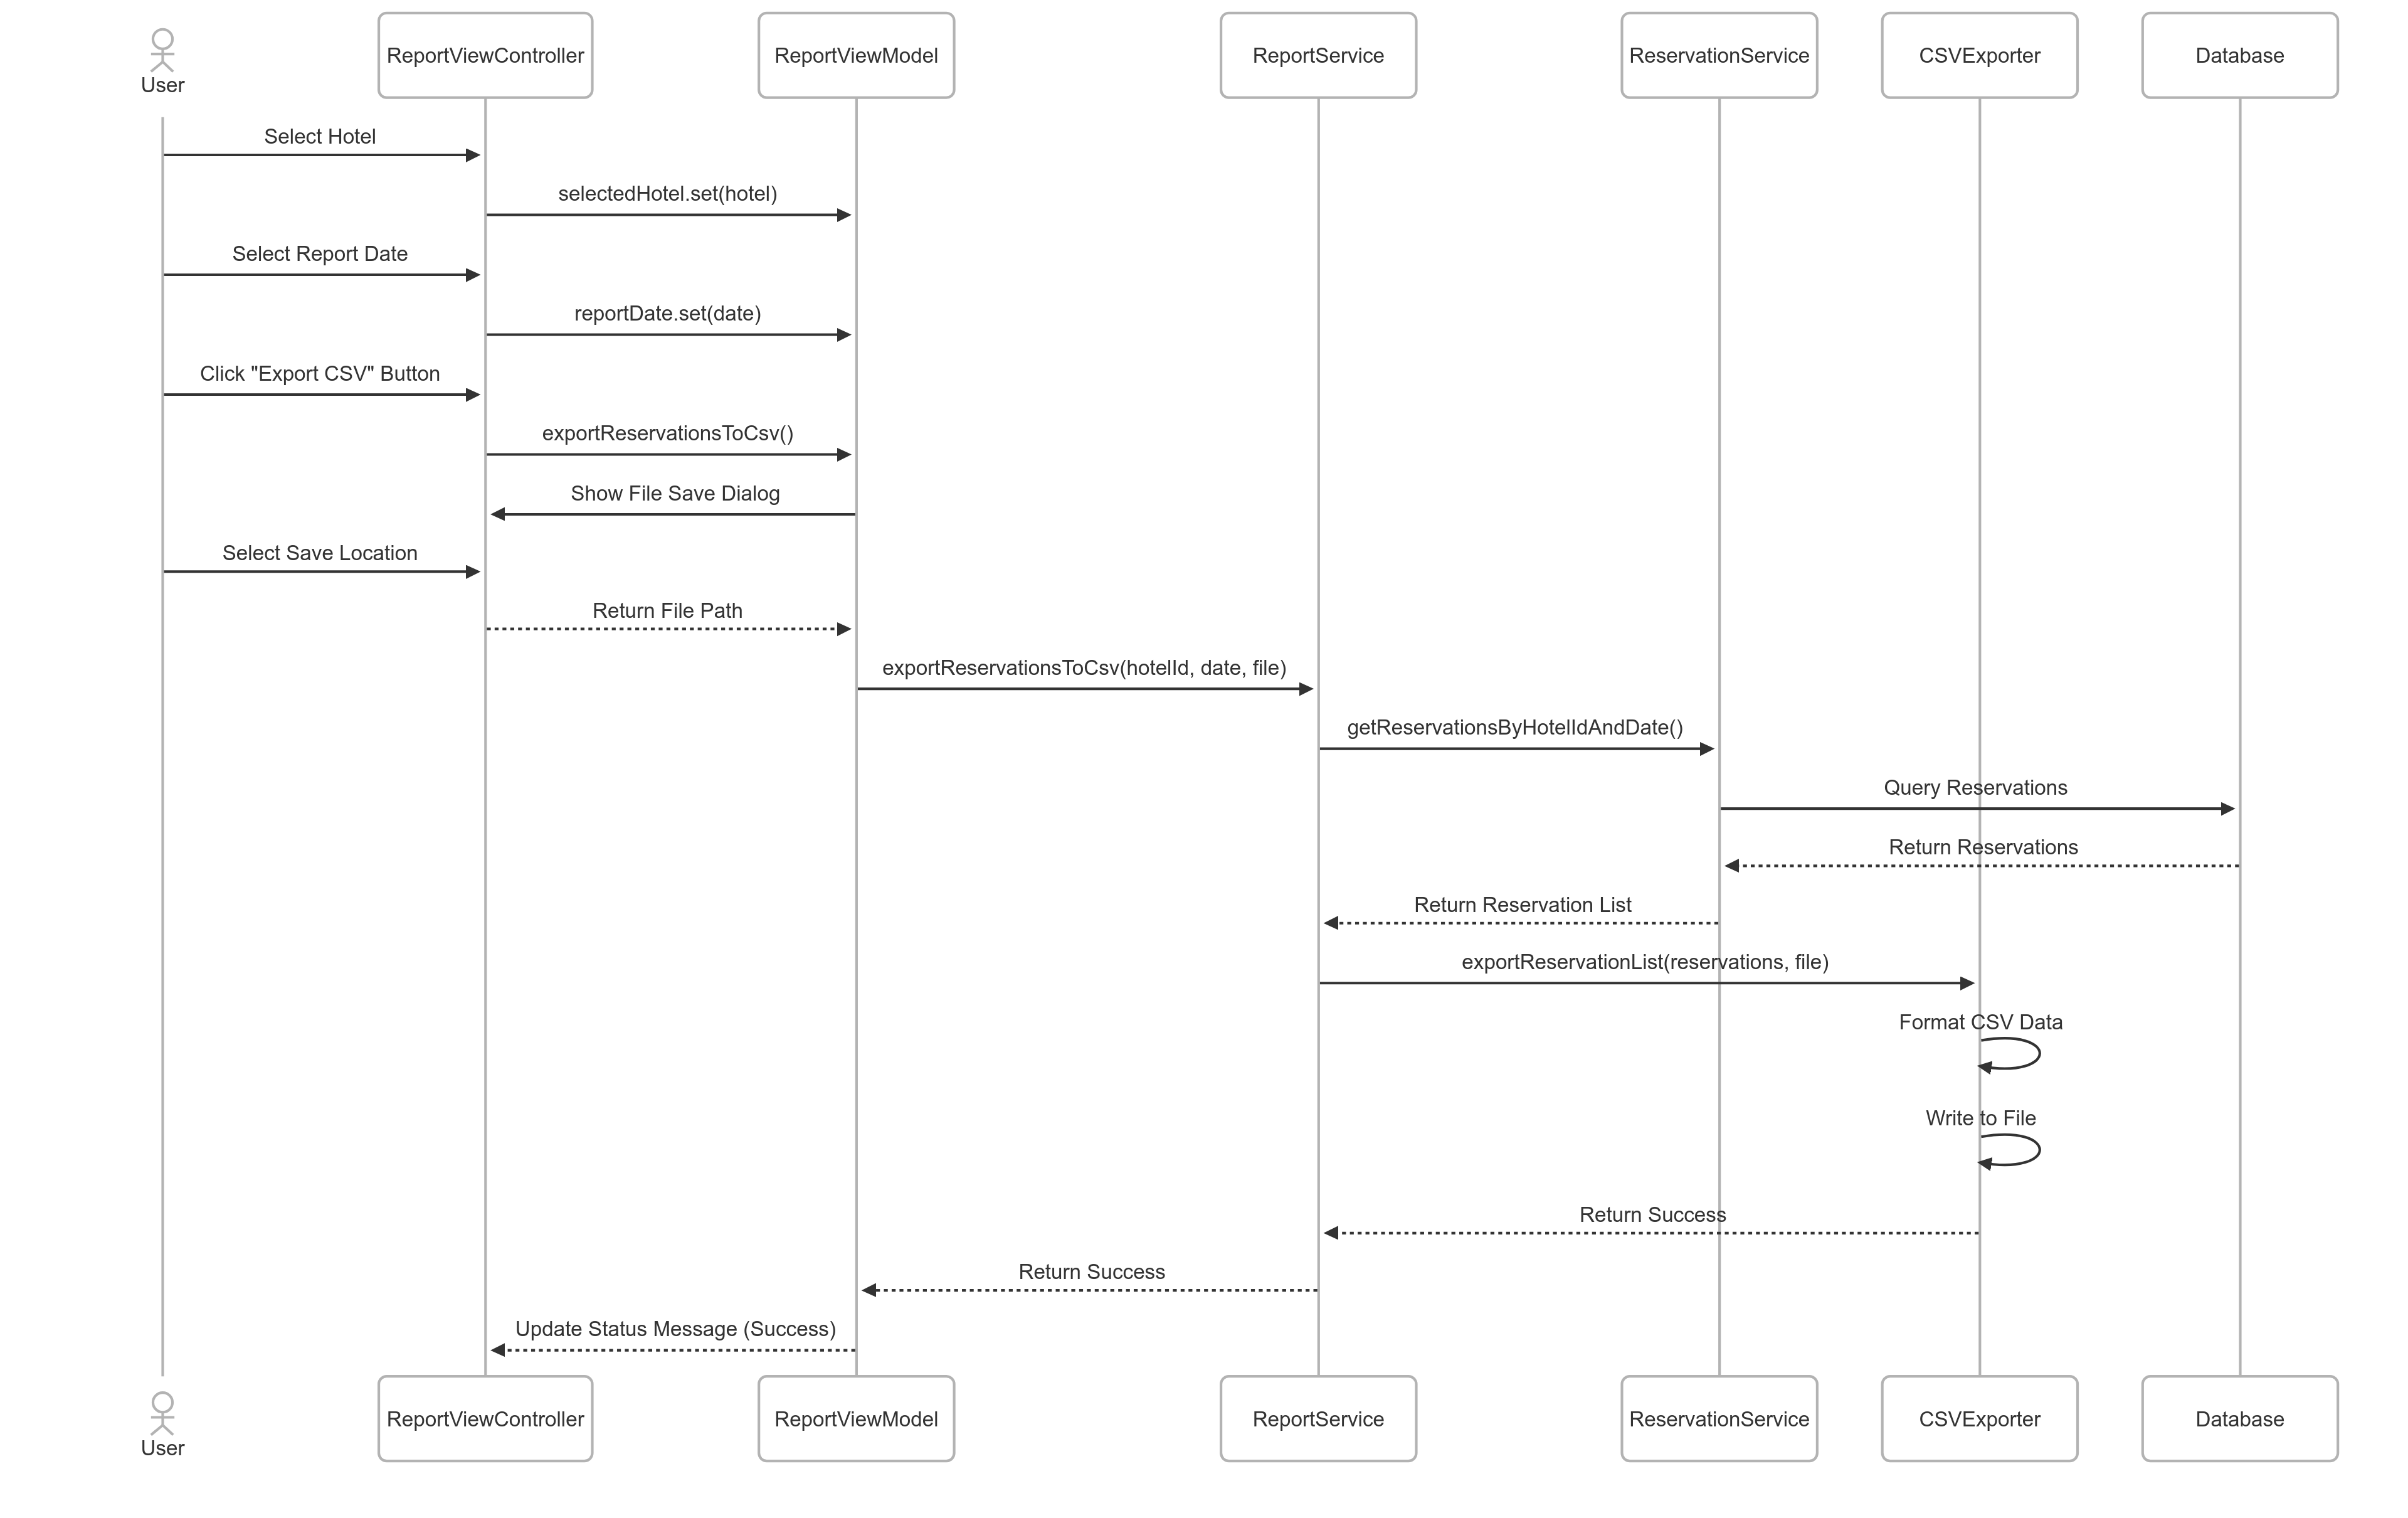 User
ReportViewController
ReportViewModel
ReportService
ReservationService
CSVExporter
Database
Select Hotel
selectedHotel.set(hotel)
Select Report Date
reportDate.set(date)
Click "Export CSV" Button
exportReservationsToCsv()
Show File Save Dialog
Select Save Location
Return File Path
exportReservationsToCsv(hotelId, date, file)
getReservationsByHotelIdAndDate()
Query Reservations
Return Reservations
Return Reservation List
exportReservationList(reservations, file)
Format CSV Data
Write to File
Return Success
Return Success
Update Status Message (Success)
User
ReportViewController
ReportViewModel
ReportService
ReservationService
CSVExporter
Database